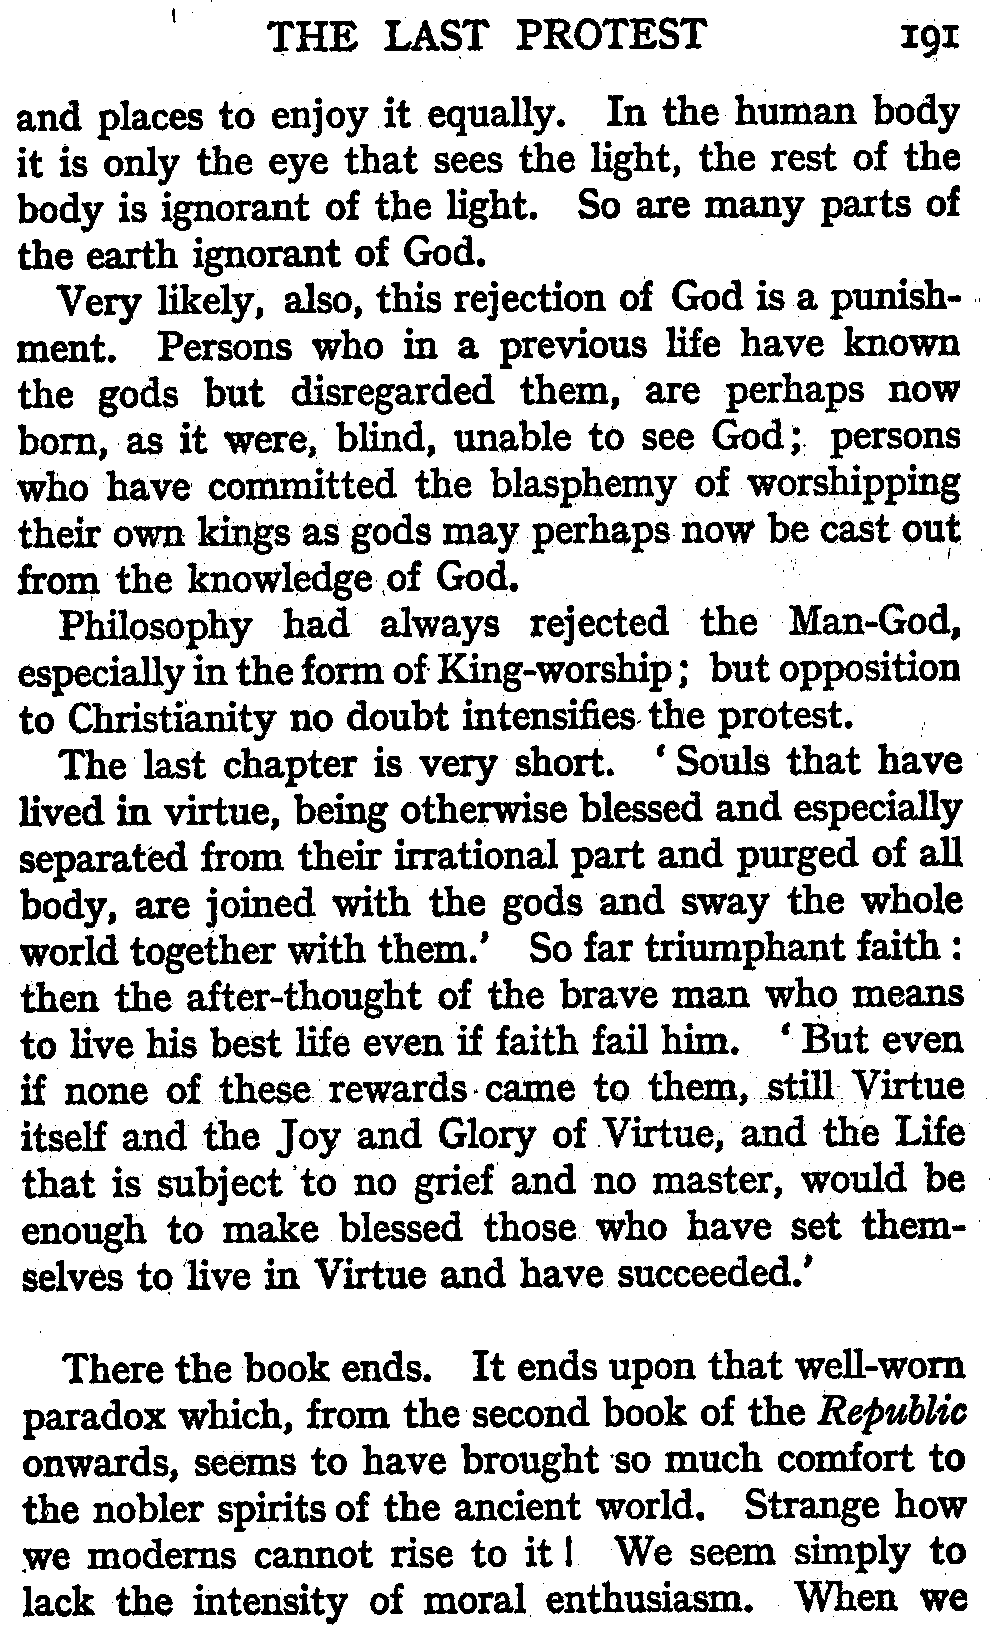 THE LAST PROTEST 191
and places to enjoy it equally. In the human body
it is only the eye that sees the light, the rest of the
body is ignorant of the light. So are many parts of
the earth ignorant of God.
Very likely, also, this rejection of God is a punish-
ment. Persons who in a previous life have known
the gods but disregarded them, are perhaps now
born, as it were, blind, unable to see God; persons
who have committed the blasphemy of worshipping
their own kings as gods may perhaps now be cast out
from the knowledge of God.
Philosophy had always rejected the Man-God,
especially in the form of King-worship; but opposition
to Christianity no doubt intensifies the protest.
The last chapter is very short. ‘Souls that have
lived in virtue, being otherwise blessed and especially
separated from their irrational part and purged of all
body, are joined with the gods and sway the whole
world together with them.’ So far triumphant faith:
then the after-thought of the brave man who means
to live his best life even if faith fail him. ‘But even
if none of these rewards came to them, still Virtue
itself and the Joy and Glory of Virtue, and the Life
that is subject to no grief and no master, would be
enough to make blessed those who have set them-
selves to live in Virtue and have succeeded.’
There the book ends. It ends upon that well-worn
paradox which, from the second book of the Republic
onwards, seems to have brought so much comfort to
the nobler spirits of the ancient world. Strange how
we moderns cannot rise to it! We seem simply to
lack the intensity of moral enthusiasm. When we